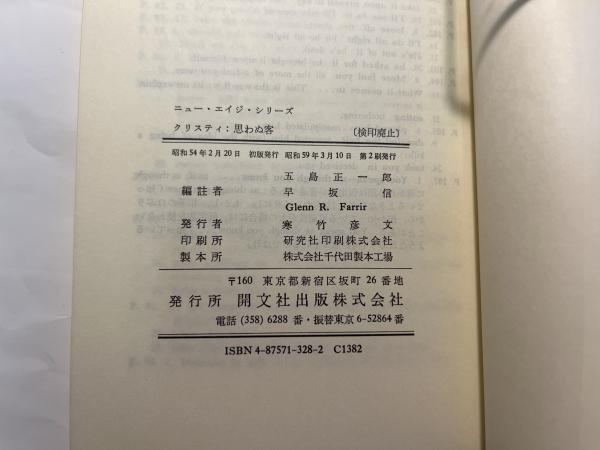 ニュー・エイジ・シリーズ
クリスティ：思わぬ客 〔検印廃止〕
昭和54年2月20日 初版発行 昭和59年3月10日 第2刷発行
五島正一郎
編註者 早坂信
Glenn R. Farrir
発行者 寒竹彦文
印刷所 研究社印刷株式会社
製本所 株式会社千代田製本工場
〒160 東京都新宿区坂町26番地
発行所 開文社出版株式会社
電話 (358) 6288 番・振替東京 6-52864番
ISBN 4-87571-328-2 C1382